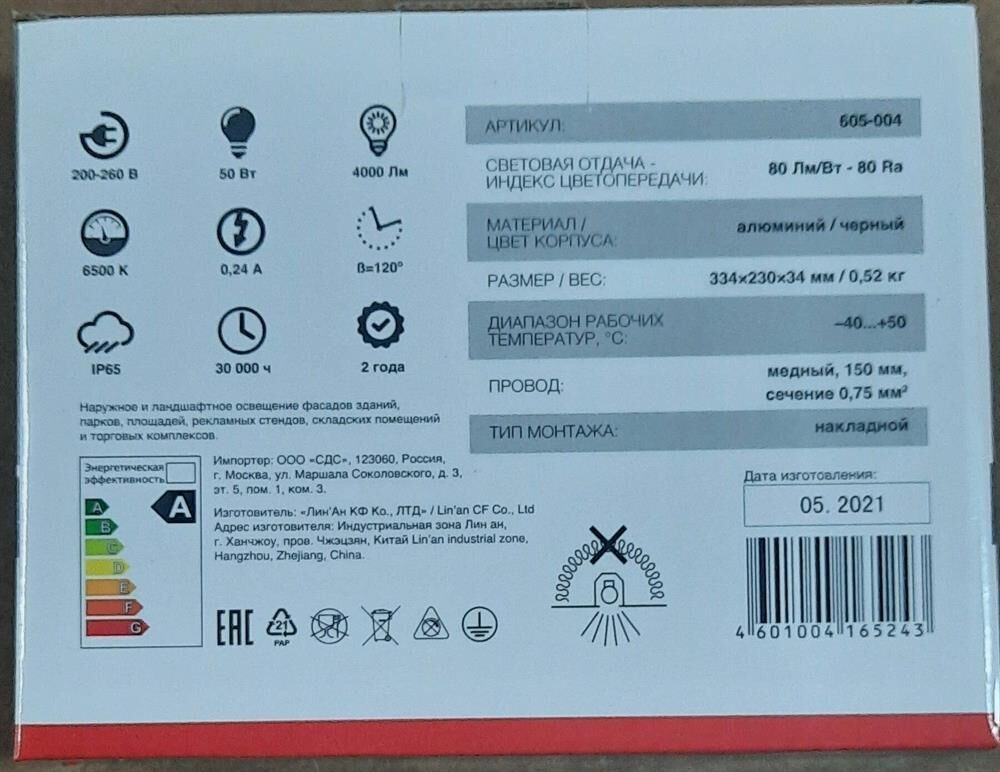 200-260 В
50 Вт
4000 Лм
6500 К
0,24 А
ß=120°
IP65
30 000 ч
2 года
Наружное и ландшафтное освещение фасадов зданий,
парков, площадей, рекламных стендов, складских помещений
и торговых комплексов.
Энергетическая
эффективность
A
A
B
C
D
E
F
G
Импортер: ООО «СДС», 123060, Россия,
г. Москва, ул. Маршала Соколовского, д. 3,
эт. 5, пом. 1, ком. 3.
Изготовитель: «Лин'Ан КФ Ко., ЛТД» / Lin'an CF Co., Ltd
Адрес изготовителя: Индустриальная зона Лин ан,
г. Ханчжоу, пров. Чжэцзян, Китай Lin'an industrial zone,
Hangzhou, Zhejiang, China.
EAC
21
PAP
АРТИКУЛ: 605-004
СВЕТОВАЯ ОТДАЧА -
ИНДЕКС ЦВЕТОПЕРЕДАЧИ: 80 Лм/Вт - 80 Ra
МАТЕРИАЛ /
ЦВЕТ КОРПУСА: алюминий / черный
РАЗМЕР / ВЕС: 334×230×34 мм / 0,52 кг
ДИАПАЗОН РАБОЧИХ
ТЕМПЕРАТУР, °С: –40...+50
ПРОВОД: медный, 150 мм,
сечение 0,75 мм²
ТИП МОНТАЖА: накладной
Дата изготовления:
05. 2021
4 601004 165243